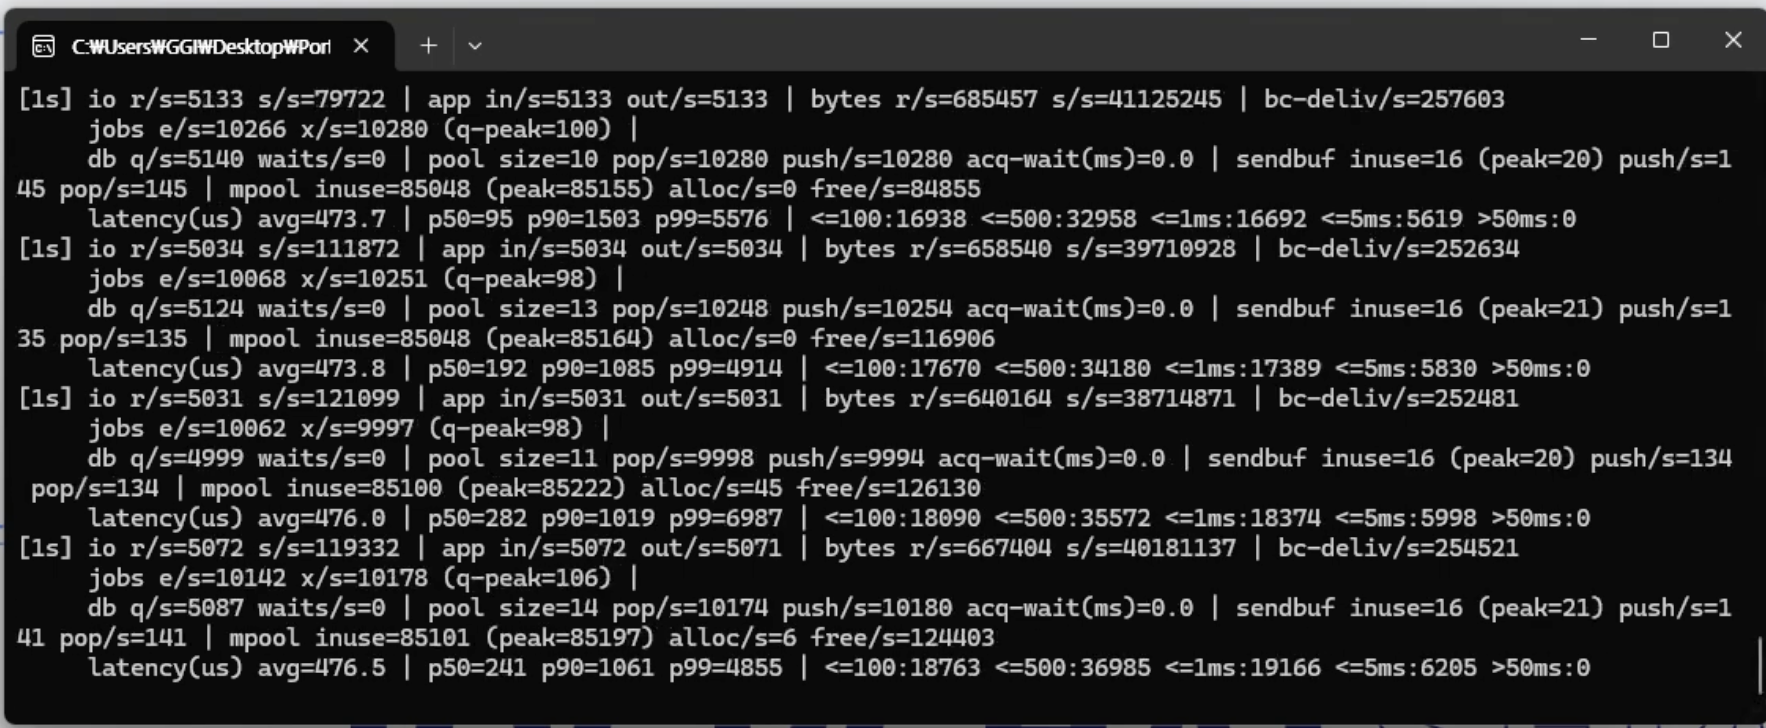 C:₩Users₩GGI₩Desktop₩Port
[1s] io r/s=5133 s/s=79722 | app in/s=5133 out/s=5133 | bytes r/s=685457 s/s=41125245 | bc-deliv/s=257603
jobs e/s=10266 x/s=10280 (q-peak=100) |
db q/s=5140 waits/s=0 | pool size=10 pop/s=10280 push/s=10280 acq-wait(ms)=0.0 | sendbuf inuse=16 (peak=20) push/s=1
45 pop/s=145 | mpool inuse=85048 (peak=85155) alloc/s=0 free/s=84855
latency(us) avg=473.7 | p50=95 p90=1503 p99=5576 | <=100:16938 <=500:32958 <=1ms:16692 <=5ms:5619 >50ms:0
[1s] io r/s=5034 s/s=111872 | app in/s=5034 out/s=5034 | bytes r/s=658540 s/s=39710928 | bc-deliv/s=252634
jobs e/s=10068 x/s=10251 (q-peak=98) |
db q/s=5124 waits/s=0 | pool size=13 pop/s=10248 push/s=10254 acq-wait(ms)=0.0 | sendbuf inuse=16 (peak=21) push/s=1
35 pop/s=135 | mpool inuse=85048 (peak=85164) alloc/s=0 free/s=116906
latency(us) avg=473.8 | p50=192 p90=1085 p99=4914 | <=100:17670 <=500:34180 <=1ms:17389 <=5ms:5830 >50ms:0
[1s] io r/s=5031 s/s=121099 | app in/s=5031 out/s=5031 | bytes r/s=640164 s/s=38714871 | bc-deliv/s=252481
jobs e/s=10062 x/s=9997 (q-peak=98) |
db q/s=4999 waits/s=0 | pool size=11 pop/s=9998 push/s=9994 acq-wait(ms)=0.0 | sendbuf inuse=16 (peak=20) push/s=134
pop/s=134 | mpool inuse=85100 (peak=85222) alloc/s=45 free/s=126130
latency(us) avg=476.0 | p50=282 p90=1019 p99=6987 | <=100:18090 <=500:35572 <=1ms:18374 <=5ms:5998 >50ms:0
[1s] io r/s=5072 s/s=119332 | app in/s=5072 out/s=5071 | bytes r/s=667404 s/s=40181137 | bc-deliv/s=254521
jobs e/s=10142 x/s=10178 (q-peak=106) |
db q/s=5087 waits/s=0 | pool size=14 pop/s=10174 push/s=10180 acq-wait(ms)=0.0 | sendbuf inuse=16 (peak=21) push/s=1
41 pop/s=141 | mpool inuse=85101 (peak=85197) alloc/s=6 free/s=124403
latency(us) avg=476.5 | p50=241 p90=1061 p99=4855 | <=100:18763 <=500:36985 <=1ms:19166 <=5ms:6205 >50ms:0